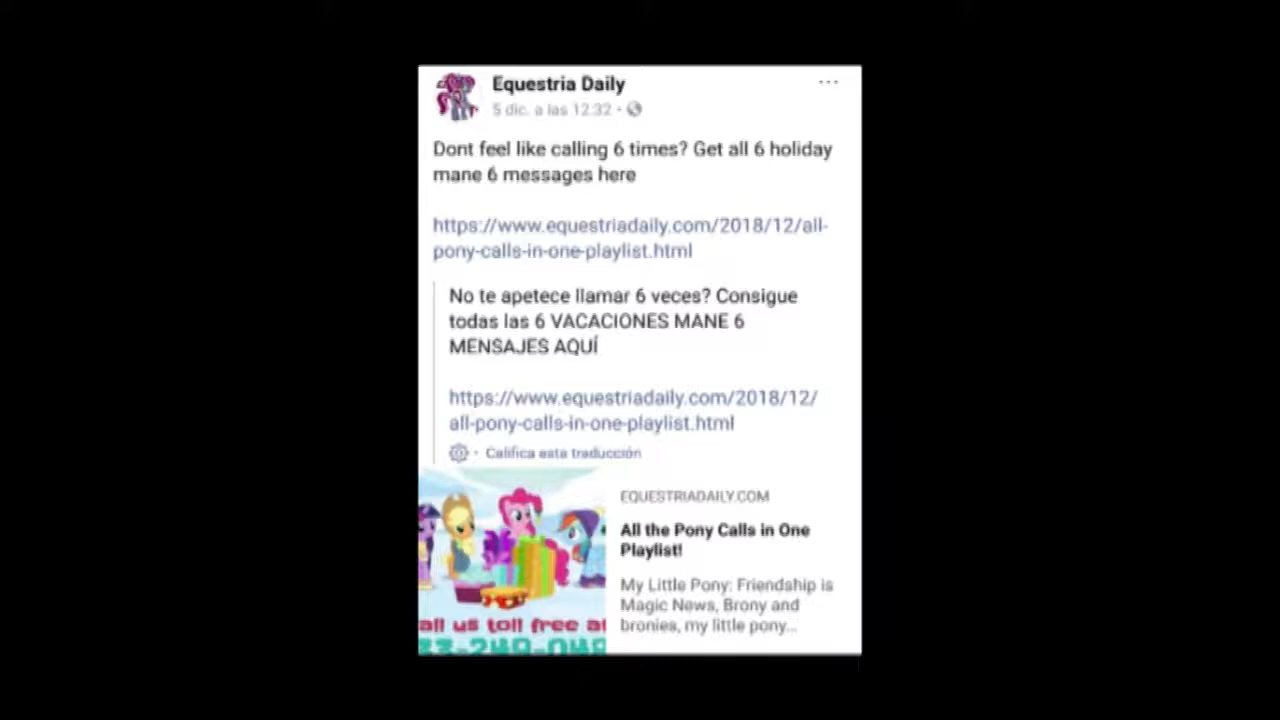 Equestria Daily
5 dic. a las 12:32
Dont feel like calling 6 times? Get all 6 holiday
mane 6 messages here
https://www.equestriadaily.com/2018/12/all-
pony-calls-in-one-playlist.html
No te apetece llamar 6 veces? Consigue
todas las 6 VACACIONES MANE 6
MENSAJES AQUÍ
https://www.equestriadaily.com/2018/12/
all-pony-calls-in-one-playlist.html
Califica esta traducción
EQUESTRIADAILY.COM
All the Pony Calls in One
Playlist!
My Little Pony: Friendship is
Magic News, Brony and
bronies, my little pony...
all us toll free at
33-249-049